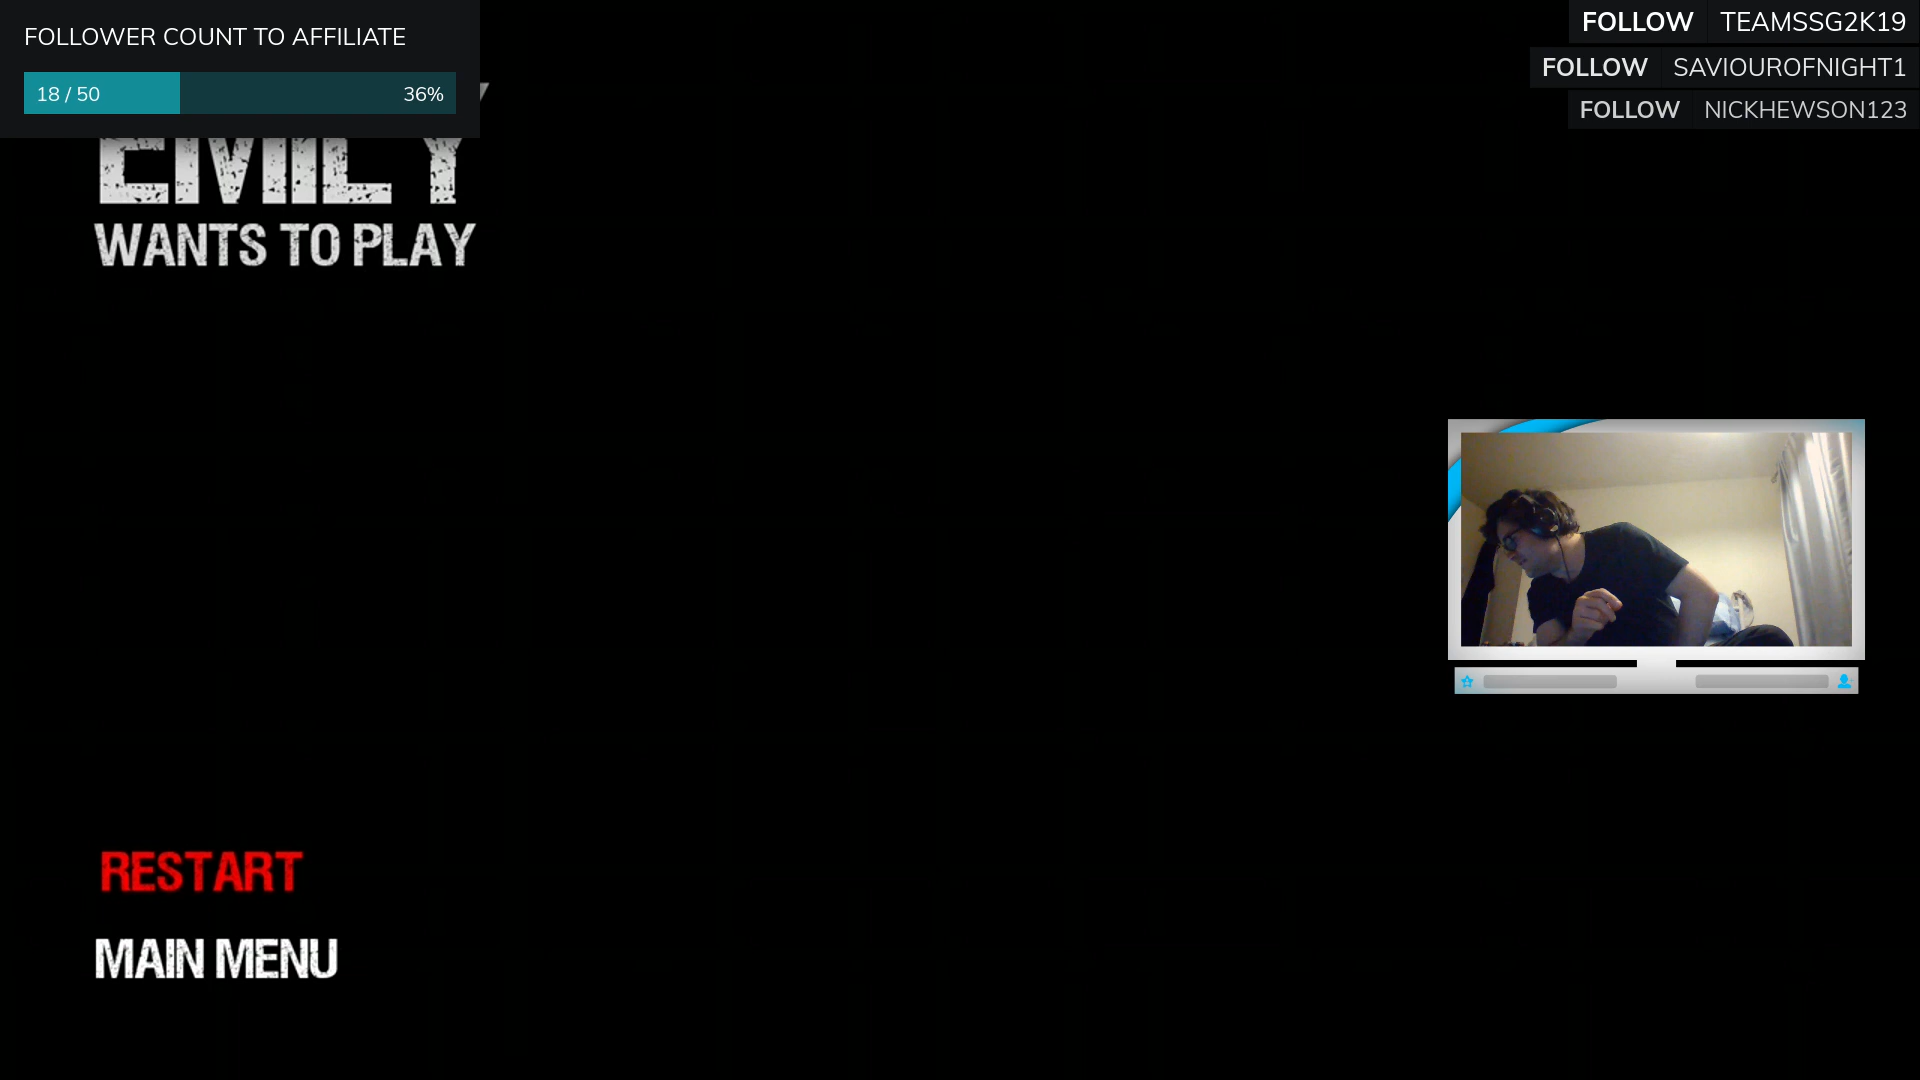 FOLLOWER COUNT TO AFFILIATE
18 / 50 36%
FOLLOW TEAMSSG2K19
FOLLOW SAVIOUROFNIGHT1
FOLLOW NICKHEWSON123
EMILY
WANTS TO PLAY
RESTART
MAIN MENU